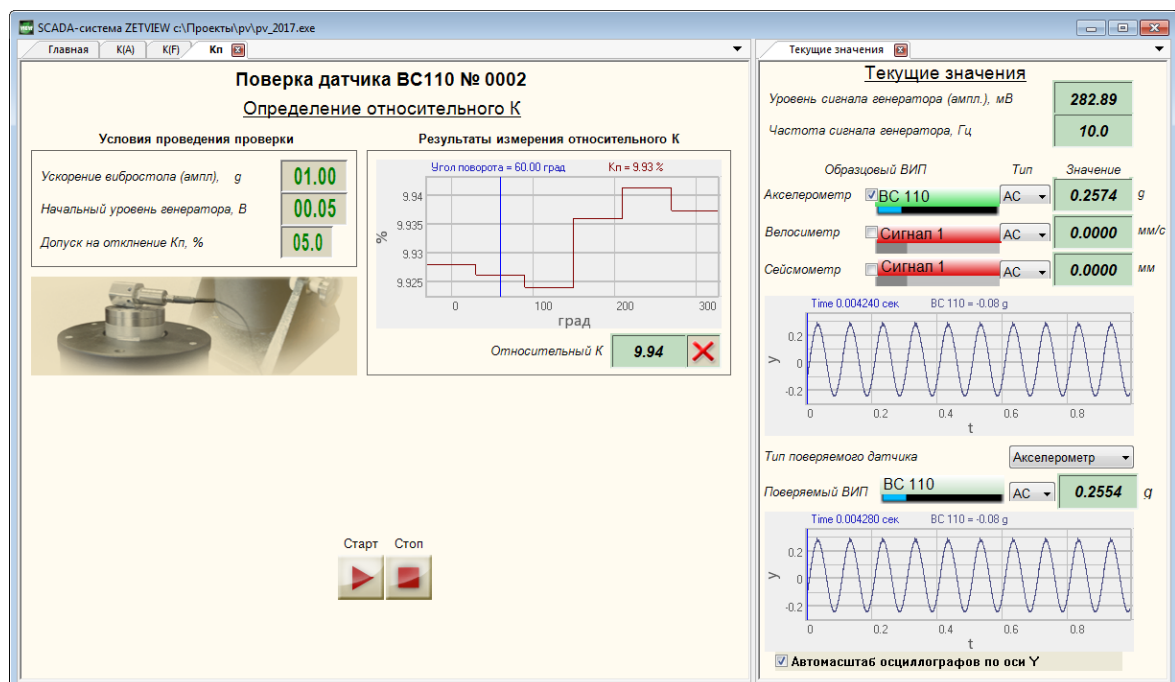 SCADA-система ZETVIEW c:\Проекты\pv\pv_2017.exe
Главная K(A) K(F) Кп
Поверка датчика BC110 № 0002
Определение относительного К
Условия проведения проверки
Ускорение вибростола (ампл), g 01.00
Начальный уровень генератора, В 00.05
Допуск на отклнение Кп, % 05.0
Результаты измерения относительного К
Угол поворота = 60.00 град Кп = 9.93 %
9.94
9.935
9.93
9.925
%
0 100 200 300
град
Относительный К 9.94
Старт Стоп
Текущие значения
Текущие значения
Уровень сигнала генератора (ампл.), мВ 282.89
Частота сигнала генератора, Гц 10.0
Образцовый ВИП Тип Значение
Акселерометр BC 110 AC 0.2574 g
Велосиметр Сигнал 1 AC 0.0000 мм/с
Сейсмометр Сигнал 1 AC 0.0000 мм
Time 0.004240 сек BC 110 = -0.08 g
0.2
0
-0.2
y
0 0.2 0.4 0.6 0.8
t
Тип поверяемого датчика Акселерометр
Поверяемый ВИП BC 110 AC 0.2554 g
Time 0.004280 сек BC 110 = -0.08 g
0.2
0
-0.2
y
0 0.2 0.4 0.6 0.8
t
Автомасштаб осциллографов по оси Y